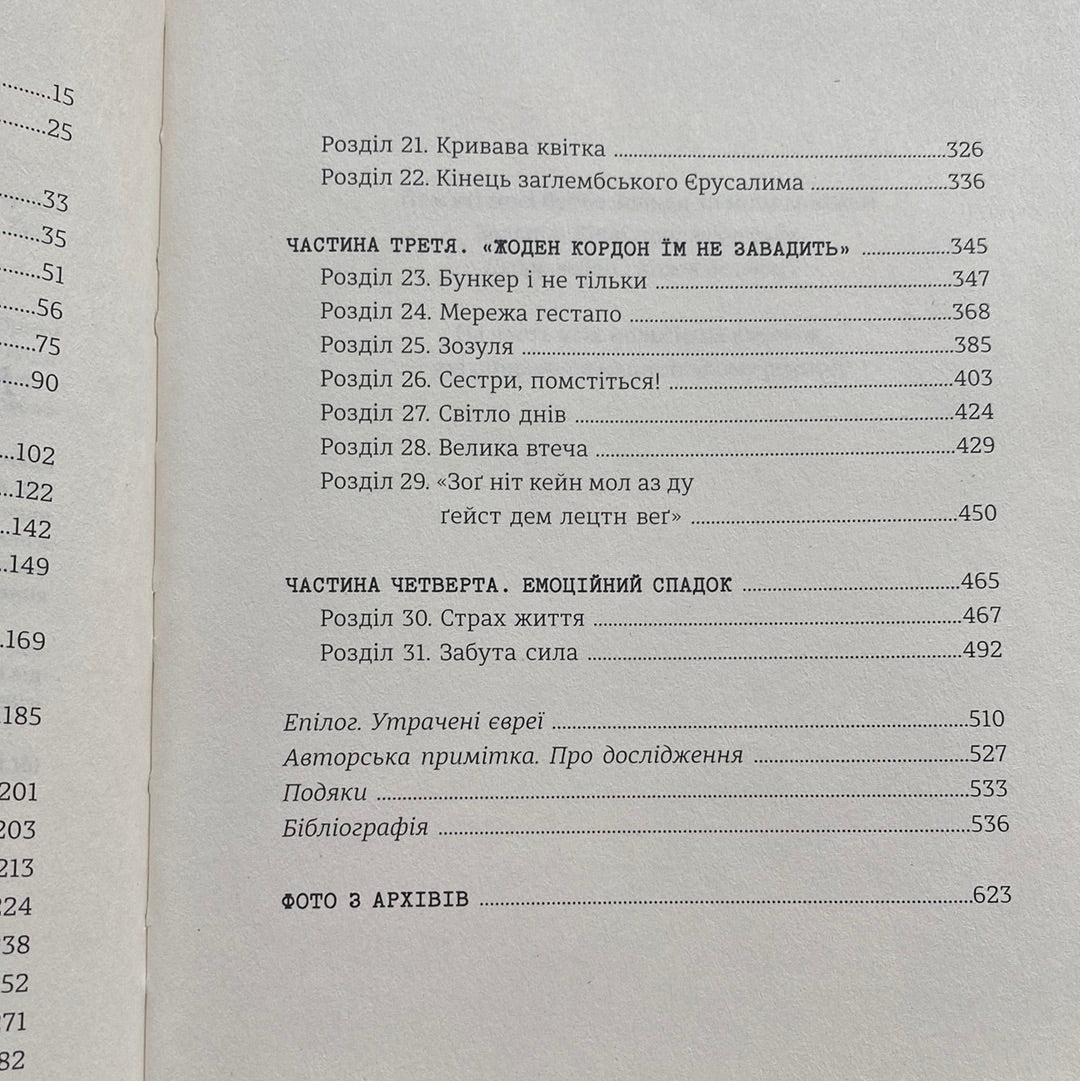 15
25
33
35
51
56
75
90
102
122
142
149
169
185
201
203
213
224
238
52
271
82
Розділ 21. Кривава квітка 326
Розділ 22. Кінець заґлембського Єрусалима 336
ЧАСТИНА ТРЕТЯ. «ЖОДЕН КОРДОН ЇМ НЕ ЗАВАДИТЬ» 345
Розділ 23. Бункер і не тільки 347
Розділ 24. Мережа гестапо 368
Розділ 25. Зозуля 385
Розділ 26. Сестри, помстіться! 403
Розділ 27. Світло днів 424
Розділ 28. Велика втеча 429
Розділ 29. «Зоґ ніт кейн мол аз ду
ґейст дем лецтн веґ» 450
ЧАСТИНА ЧЕТВЕРТА. ЕМОЦІЙНИЙ СПАДОК 465
Розділ 30. Страх життя 467
Розділ 31. Забута сила 492
Епілог. Утрачені євреї 510
Авторська примітка. Про дослідження 527
Подяки 533
Бібліографія 536
ФОТО З АРХІВІВ 623